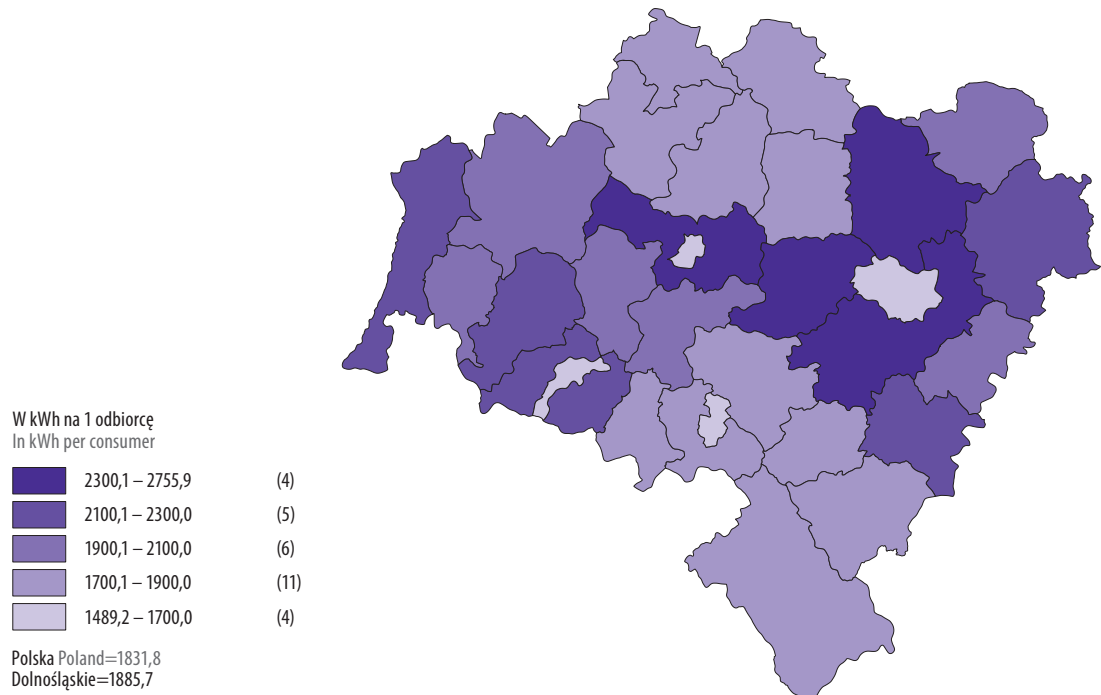 W kWh na 1 odbiorcę
In kWh per consumer
2300,1 – 2755,9 (4)
2100,1 – 2300,0 (5)
1900,1 – 2100,0 (6)
1700,1 – 1900,0 (11)
1489,2 – 1700,0 (4)
Polska Poland=1831,8
Dolnośląskie=1885,7